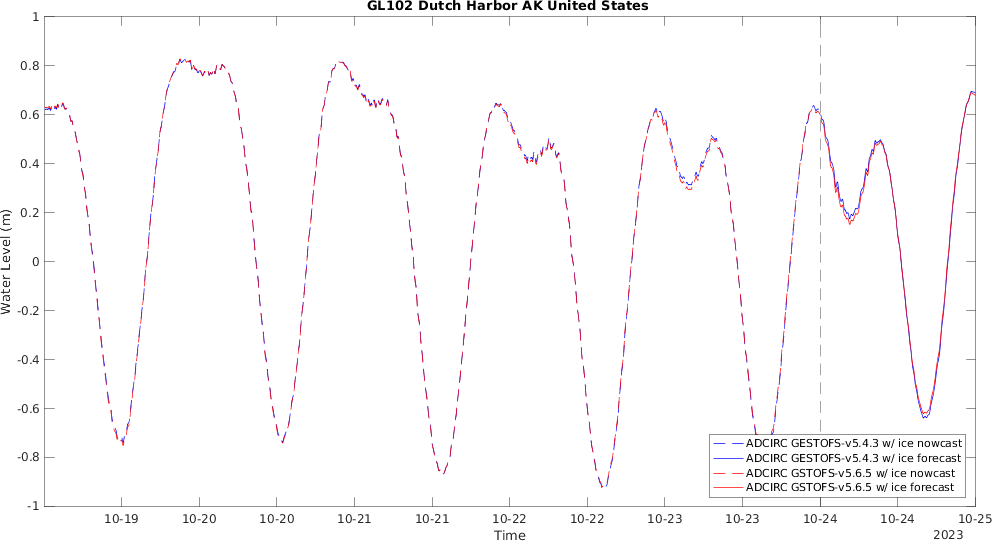 GL102 Dutch Harbor AK United States
1
0.8
0.6
0.4
0.2
0
-0.2
-0.4
-0.6
-0.8
-1
Water Level (m)
ADCIRC GESTOFS-v5.4.3 w/ ice nowcast
ADCIRC GESTOFS-v5.4.3 w/ ice forecast
ADCIRC GSTOFS-v5.6.5 w/ ice nowcast
ADCIRC GSTOFS-v5.6.5 w/ ice forecast
10-19 10-20 10-20 10-21 10-21 10-22 10-22 10-23 10-23 10-24 10-24 10-25
Time
2023